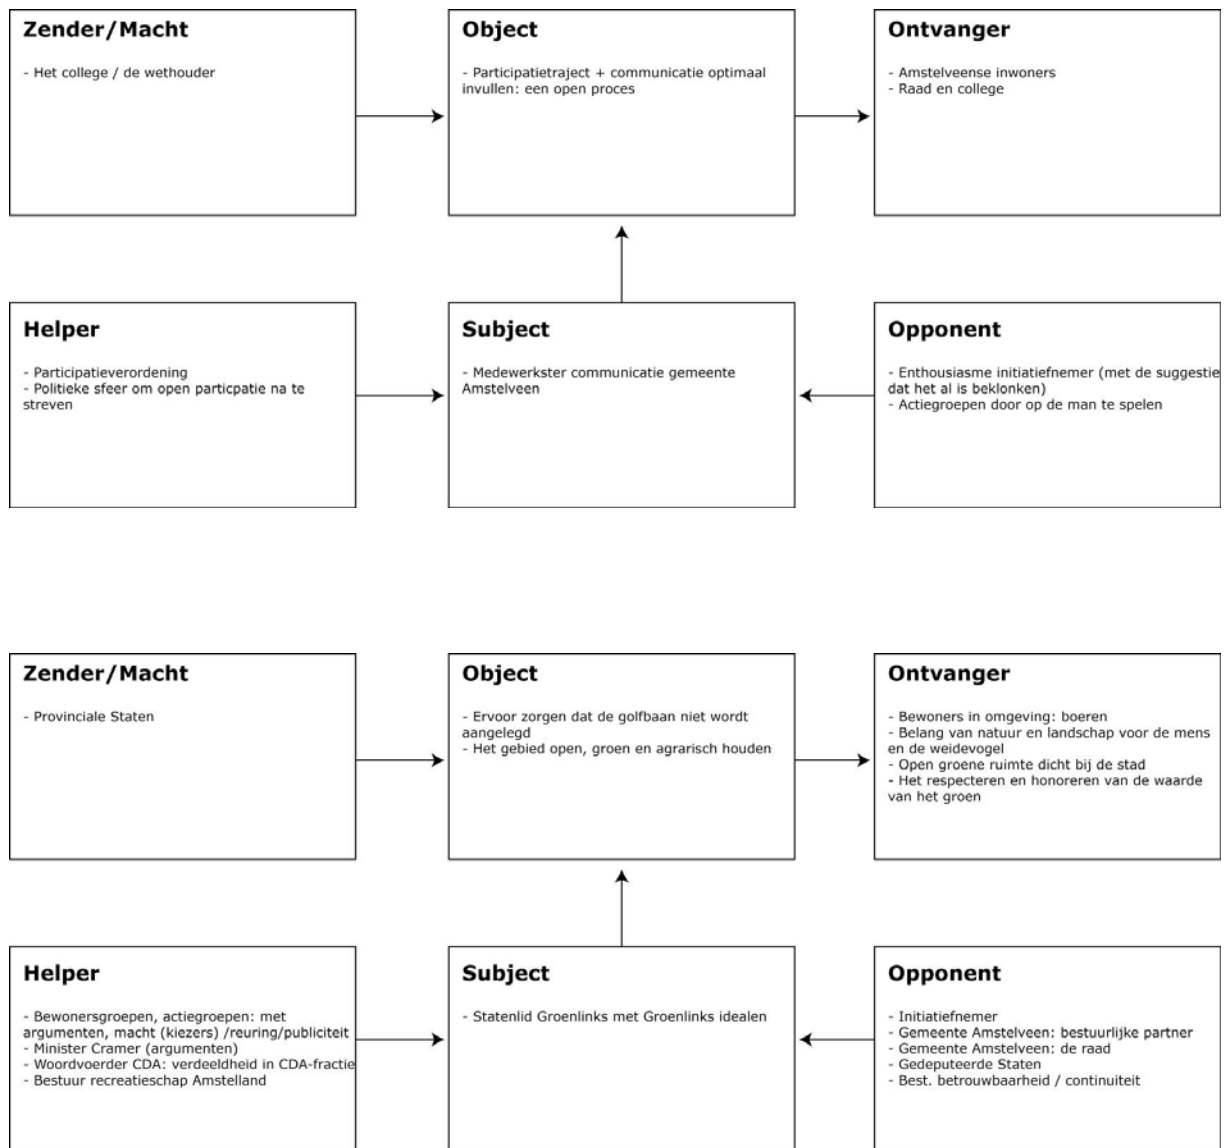 Zender/Macht
- Het college / de wethouder
Object
- Participatietraject + communicatie optimaal
invullen: een open proces
Ontvanger
- Amstelveense inwoners
- Raad en college
Helper
- Participatieverordening
- Politieke sfeer om open particpatie na te
streven
Subject
- Medewerkster communicatie gemeente
Amstelveen
Opponent
- Enthousiasme initiatiefnemer (met de suggestie
dat het al is beklonken)
- Actiegroepen door op de man te spelen
Zender/Macht
- Provinciale Staten
Object
- Ervoor zorgen dat de golfbaan niet wordt
aangelegd
- Het gebied open, groen en agrarisch houden
Ontvanger
- Bewoners in omgeving: boeren
- Belang van natuur en landschap voor de mens
en de weidevogel
- Open groene ruimte dicht bij de stad
- Het respecteren en honoreren van de waarde
van het groen
Helper
- Bewonersgroepen, actiegroepen: met
argumenten, macht (kiezers) /reuring/publiciteit
- Minister Cramer (argumenten)
- Woordvoerder CDA: verdeeldheid in CDA-fractie
- Bestuur recreatieschap Amstelland
Subject
- Statenlid Groenlinks met Groenlinks idealen
Opponent
- Initiatiefnemer
- Gemeente Amstelveen: bestuurlijke partner
- Gemeente Amstelveen: de raad
- Gedeputeerde Staten
- Best. betrouwbaarheid / continuiteit